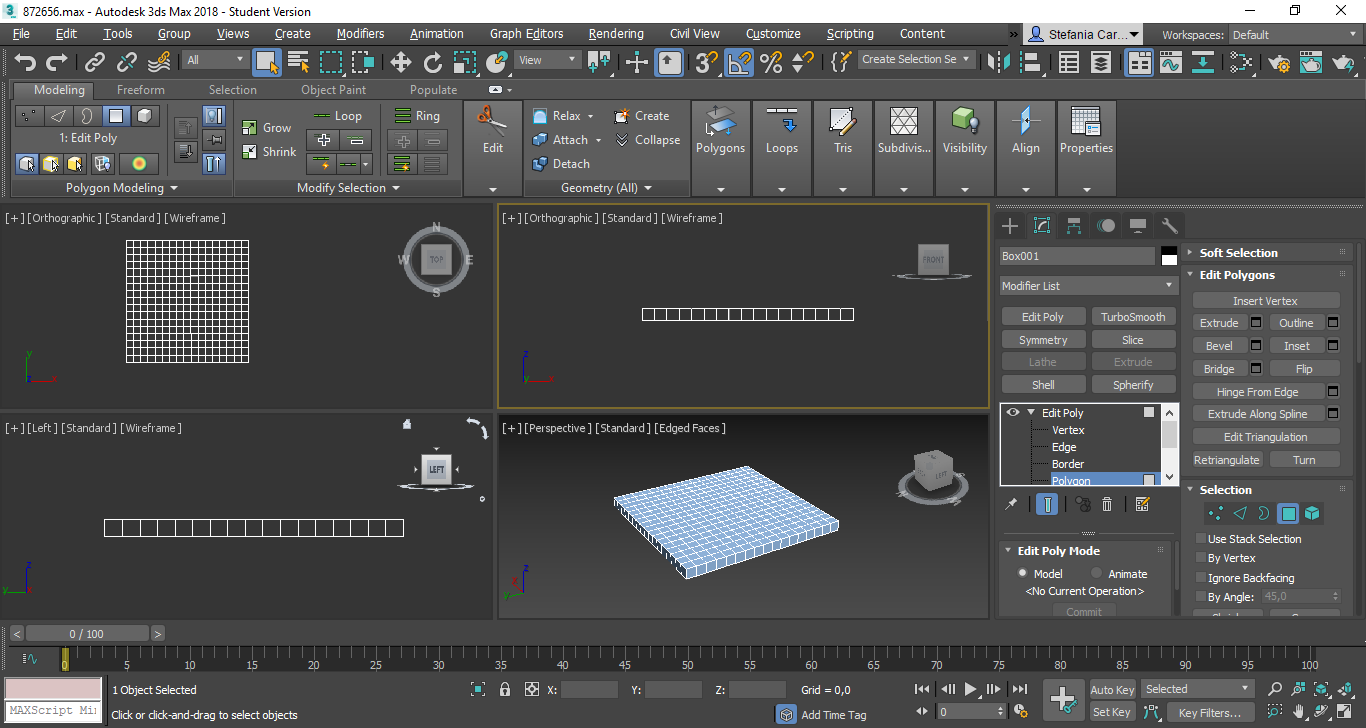 872656.max - Autodesk 3ds Max 2018 - Student Version
File Edit Tools Group Views Create Modifiers Animation Graph Editors Rendering Civil View Customize Scripting Content » Stefania Car... Workspaces: Default
All View Create Selection Se
Modeling Freeform Selection Object Paint Populate
1: Edit Poly
Polygon Modeling
Grow
Shrink
Loop
Ring
Modify Selection
Edit
Relax
Create
Attach
Collapse
Detach
Geometry (All)
Polygons Loops Tris Subdivis... Visibility Align Properties
[+] [Orthographic] [Standard] [Wireframe]
N
W TOP E
S
y
z x
[+] [Orthographic] [Standard] [Wireframe]
FRONT
z
y x
[+] [Left] [Standard] [Wireframe]
LEFT
z
y x
[+] [Perspective] [Standard] [Edged Faces]
LEFT
z
x
y
Box001
Modifier List
Edit Poly TurboSmooth
Symmetry Slice
Lathe Extrude
Shell Spherify
Edit Poly
Vertex
Edge
Border
Polygon
Edit Poly Mode
Model Animate
<No Current Operation>
Commit
Soft Selection
Edit Polygons
Insert Vertex
Extrude Outline
Bevel Inset
Bridge Flip
Hinge From Edge
Extrude Along Spline
Edit Triangulation
Retriangulate Turn
Selection
Use Stack Selection
By Vertex
Ignore Backfacing
By Angle: 45,0
< 0 / 100 >
0 5 10 15 20 25 30 35 40 45 50 55 60 65 70 75 80 85 90 95 100
MAXScript Mi
1 Object Selected
Click or click-and-drag to select objects
X: Y: Z: Grid = 0,0
Add Time Tag
0
Auto Key Selected
Set Key Key Filters...